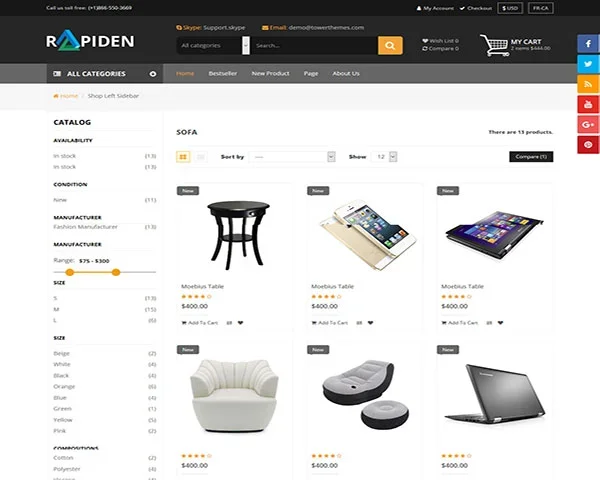 Call us toll free: (+1)866-550-3669
My Account Checkout $ USD FR-CA
Skype: Support.skype Email: demo@towerthemes.com
RAPIDEN
All categories Search...
Wish List 0
Compare 0
MY CART
2 items $444.00
ALL CATEGORIES
Home Bestseller New Product Page About Us Contact Us
Home / Shop Left Sidebar
CATALOG
AVAILABILITY
In stock (13)
In stock (13)
CONDITION
New (11)
MANUFACTURER
Fashion Manufacturer (13)
MANUFACTURER
Range: $75 - $300
SIZE
S (13)
M (15)
L (6)
SIZE
Beige (2)
White (4)
Black (4)
Orange (6)
Blue (4)
Green (1)
Yellow (5)
Pink (2)
COMPOSITIONS
Cotton (2)
Polyester (4)
SOFA
There are 13 products.
Sort by ---- Show 12
Compare (1)
New
Moebius Table
$400.00
Add To Cart
New
Moebius Table
$400.00
Add To Cart
New
Moebius Table
$400.00
Add To Cart
New
$400.00
New
$400.00
New
Lenovo
$400.00